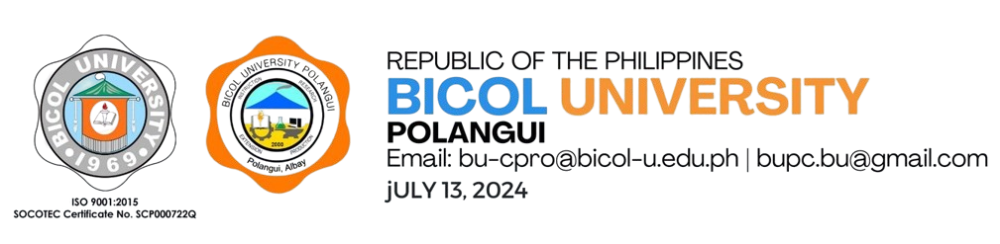 BICOL UNIVERSITY
1969
ISO 9001:2015
SOCOTEC Certificate No. SCP000722Q
BICOL UNIVERSITY POLANGUI
INSTRUCTION
RESEARCH
EXTENSION
PRODUCTION
2000
Polangui, Albay
REPUBLIC OF THE PHILIPPINES
BICOL UNIVERSITY
POLANGUI
Email: bu-cpro@bicol-u.edu.ph | bupc.bu@gmail.com
jULY 13, 2024